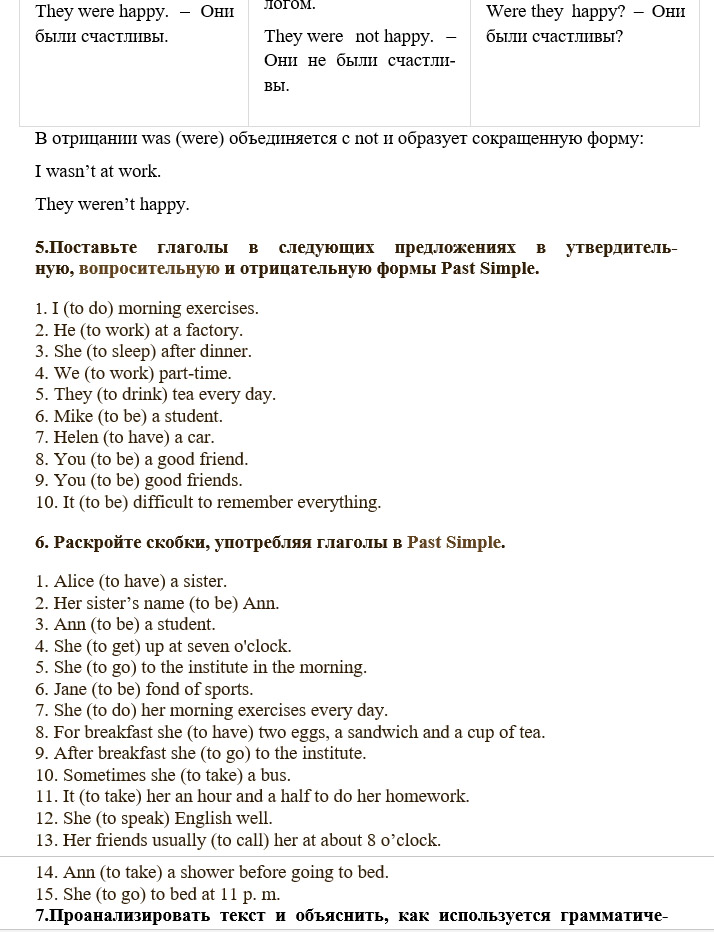 They were happy. – Они
были счастливы.
логом.
They were not happy. –
Они не были счастли-
вы.
Were they happy? – Они
были счастливы?
В отрицании was (were) объединяется с not и образует сокращенную форму:
I wasn’t at work.
They weren’t happy.
5.Поставьте глаголы в следующих предложениях в утвердитель-
ную, вопросительную и отрицательную формы Past Simple.
1. I (to do) morning exercises.
2. He (to work) at a factory.
3. She (to sleep) after dinner.
4. We (to work) part-time.
5. They (to drink) tea every day.
6. Mike (to be) a student.
7. Helen (to have) a car.
8. You (to be) a good friend.
9. You (to be) good friends.
10. It (to be) difficult to remember everything.
6. Раскройте скобки, употребляя глаголы в Past Simple.
1. Alice (to have) a sister.
2. Her sister’s name (to be) Ann.
3. Ann (to be) a student.
4. She (to get) up at seven o'clock.
5. She (to go) to the institute in the morning.
6. Jane (to be) fond of sports.
7. She (to do) her morning exercises every day.
8. For breakfast she (to have) two eggs, a sandwich and a cup of tea.
9. After breakfast she (to go) to the institute.
10. Sometimes she (to take) a bus.
11. It (to take) her an hour and a half to do her homework.
12. She (to speak) English well.
13. Her friends usually (to call) her at about 8 o’clock.
14. Ann (to take) a shower before going to bed.
15. She (to go) to bed at 11 p. m.
7.Проанализировать текст и объяснить, как используется грамматиче-